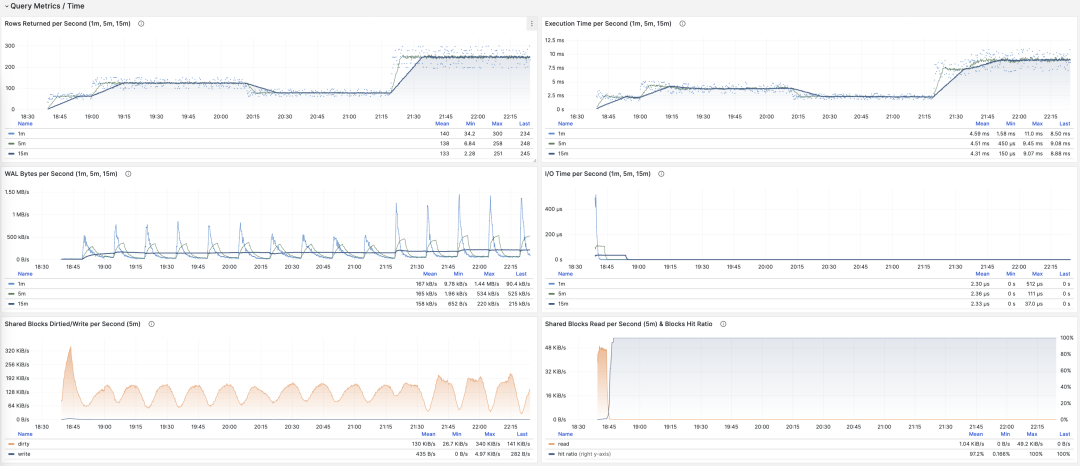 Query Metrics / Time
Rows Returned per Second (1m, 5m, 15m)
300
200
100
0
18:30 18:45 19:00 19:15 19:30 19:45 20:00 20:15 20:30 20:45 21:00 21:15 21:30 21:45 22:00 22:15
Name Mean Min Max Last
1m 140 34.2 300 234
5m 138 6.84 258 248
15m 133 2.28 251 245
Execution Time per Second (1m, 5m, 15m)
12.5 ms
10 ms
7.5 ms
5 ms
2.5 ms
0 s
18:30 18:45 19:00 19:15 19:30 19:45 20:00 20:15 20:30 20:45 21:00 21:15 21:30 21:45 22:00 22:15
Name Mean Min Max Last
1m 4.59 ms 1.58 ms 11.0 ms 8.50 ms
5m 4.51 ms 450 µs 9.45 ms 9.08 ms
15m 4.31 ms 150 µs 9.07 ms 8.88 ms
WAL Bytes per Second (1m, 5m, 15m)
1.50 MB/s
1 MB/s
500 kB/s
0 B/s
18:30 18:45 19:00 19:15 19:30 19:45 20:00 20:15 20:30 20:45 21:00 21:15 21:30 21:45 22:00 22:15
Name Mean Min Max Last
1m 167 kB/s 9.78 kB/s 1.44 MB/s 90.4 kB/s
5m 165 kB/s 1.96 kB/s 534 kB/s 525 kB/s
15m 158 kB/s 652 B/s 220 kB/s 215 kB/s
I/O Time per Second (1m, 5m, 15m)
400 µs
200 µs
0 s
18:30 18:45 19:00 19:15 19:30 19:45 20:00 20:15 20:30 20:45 21:00 21:15 21:30 21:45 22:00 22:15
Name Mean Min Max Last
1m 2.30 µs 0 s 512 µs 0 s
5m 2.36 µs 0 s 111 µs 0 s
15m 2.33 µs 0 s 37.0 µs 0 s
Shared Blocks Dirtied/Write per Second (5m)
320 KiB/s
256 KiB/s
192 KiB/s
128 KiB/s
64 KiB/s
0 B/s
18:30 18:45 19:00 19:15 19:30 19:45 20:00 20:15 20:30 20:45 21:00 21:15 21:30 21:45 22:00 22:15
Name Mean Min Max Last
dirty 130 KiB/s 26.7 KiB/s 340 KiB/s 141 KiB/s
write 435 B/s 0 B/s 4.97 KiB/s 282 B/s
Shared Blocks Read per Second (5m) & Blocks Hit Ratio
48 KiB/s
32 KiB/s
16 KiB/s
0 B/s
100%
80%
60%
40%
20%
0%
18:30 18:45 19:00 19:15 19:30 19:45 20:00 20:15 20:30 20:45 21:00 21:15 21:30 21:45 22:00 22:15
Name Mean Min Max Last
read 1.04 KiB/s 0 B/s 49.2 KiB/s 0 B/s
hit ratio (right y-axis) 97.2% 0.166% 100% 100%